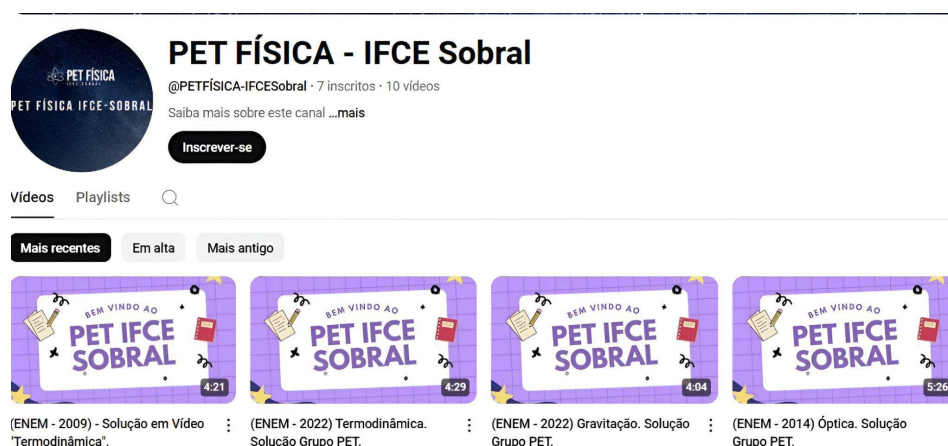 PET FÍSICA
IFCE SOBRAL
PET FÍSICA IFCE-SOBRAL
PET FÍSICA - IFCE Sobral
@PETFÍSICA-IFCESobral · 7 inscritos · 10 vídeos
Saiba mais sobre este canal ...mais
Inscrever-se
Vídeos Playlists
Mais recentes Em alta Mais antigo
BEM VINDO AO
PET IFCE
SOBRAL
4:21
BEM VINDO AO
PET IFCE
SOBRAL
4:29
BEM VINDO AO
PET IFCE
SOBRAL
4:04
BEM VINDO AO
PET IFCE
SOBRAL
5:26
(ENEM - 2009) - Solução em Vídeo
"Termodinâmica".
(ENEM - 2022) Termodinâmica.
Solução Grupo PET.
(ENEM - 2022) Gravitação. Solução
Grupo PET.
(ENEM - 2014) Óptica. Solução
Grupo PET.